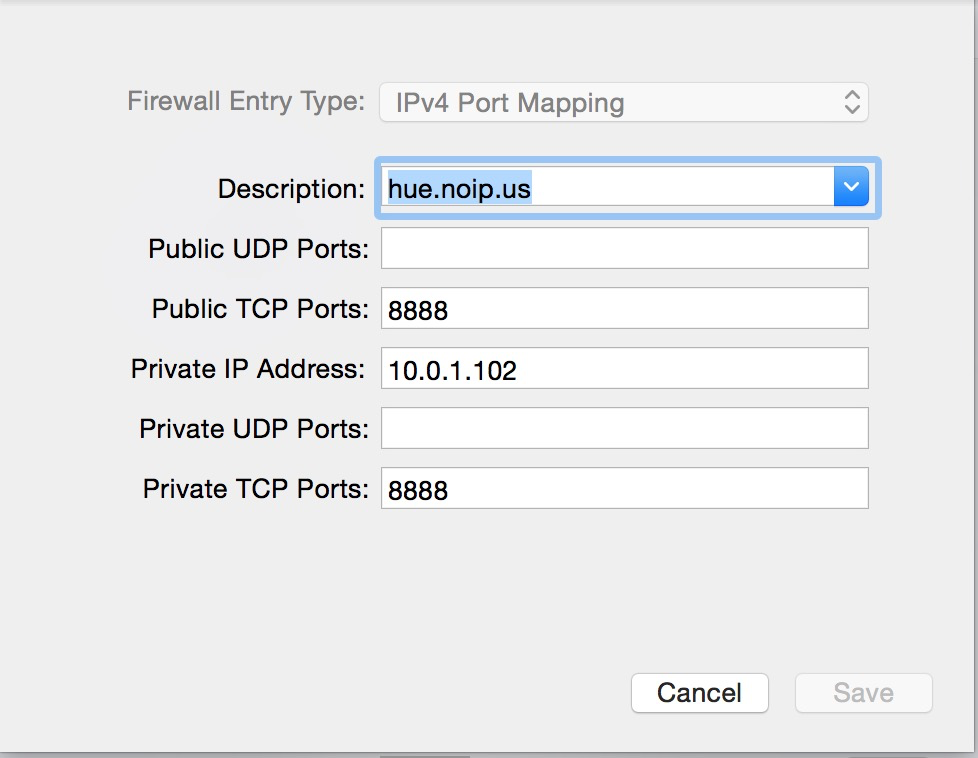 Firewall Entry Type: IPv4 Port Mapping
Description: hue.noip.us
Public UDP Ports:
Public TCP Ports: 8888
Private IP Address: 10.0.1.102
Private UDP Ports:
Private TCP Ports: 8888
Cancel Save